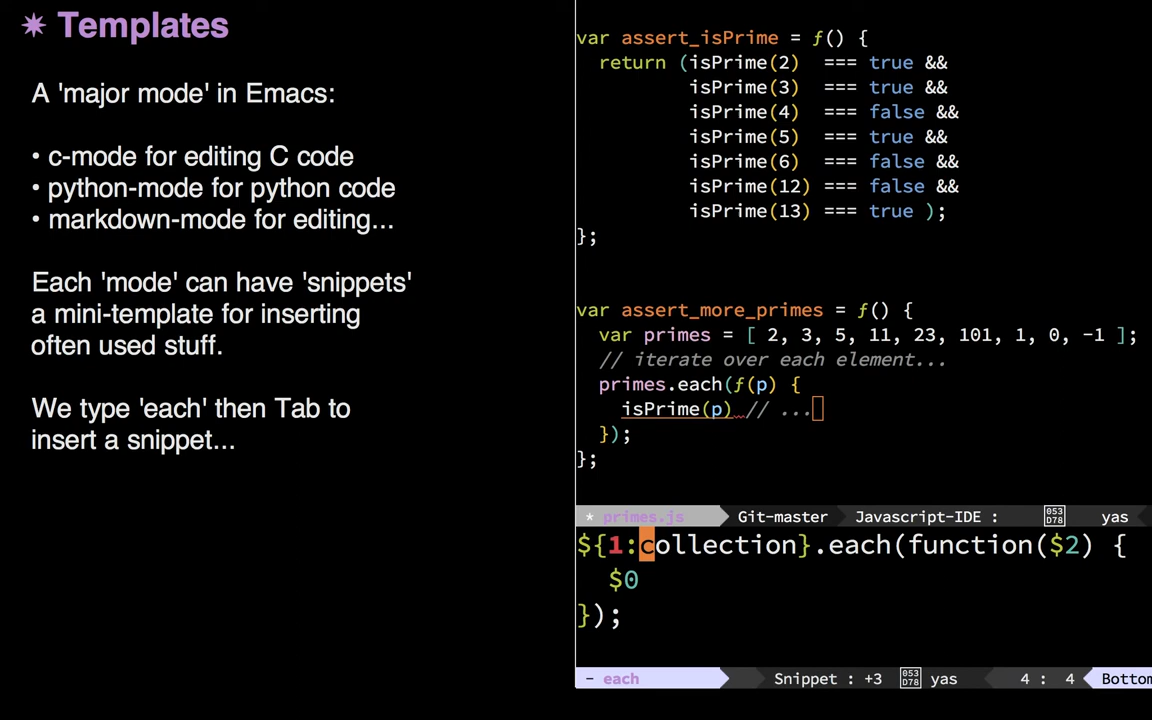 ✷ Templates
A 'major mode' in Emacs:
• c-mode for editing C code
• python-mode for python code
• markdown-mode for editing...
Each 'mode' can have 'snippets'
a mini-template for inserting
often used stuff.
We type 'each' then Tab to
insert a snippet...
var assert_isPrime = ƒ() {
  return (isPrime(2)  === true &&
          isPrime(3)  === true &&
          isPrime(4)  === false &&
          isPrime(5)  === true &&
          isPrime(6)  === false &&
          isPrime(12) === false &&
          isPrime(13) === true );
};
var assert_more_primes = ƒ() {
  var primes = [ 2, 3, 5, 11, 23, 101, 1, 0, -1 ];
  // iterate over each element...
  primes.each(ƒ(p) {
    isPrime(p) // ...
  });
};
* primes.js Git-master Javascript-IDE : 053D78 yas
${1:collection}.each(function($2) {
  $0
});
- each Snippet : +3 053D78 yas 4 : 4 Bottom